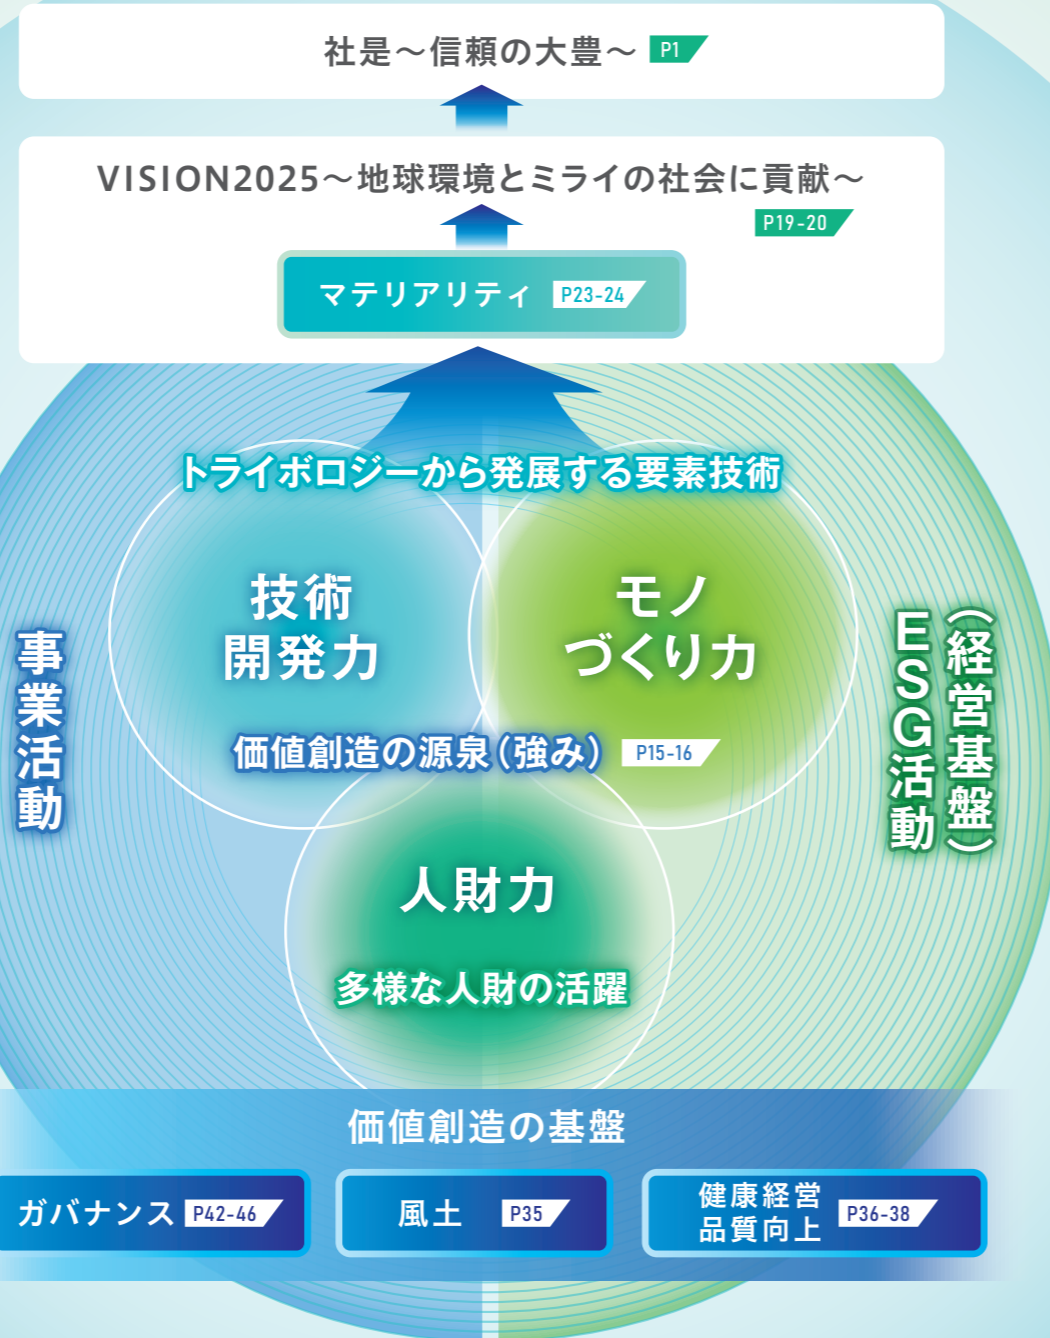 社是～信頼の大豊～ P1
VISION2025～地球環境とミライの社会に貢献～
P19-20
マテリアリティ P23-24
トライボロジーから発展する要素技術
技術
開発力
モノ
づくり力
事業活動
（経営基盤）
ESG活動
価値創造の源泉（強み） P15-16
人財力
多様な人財の活躍
価値創造の基盤
ガバナンス P42-46
風土 P35
健康経営
品質向上 P36-38